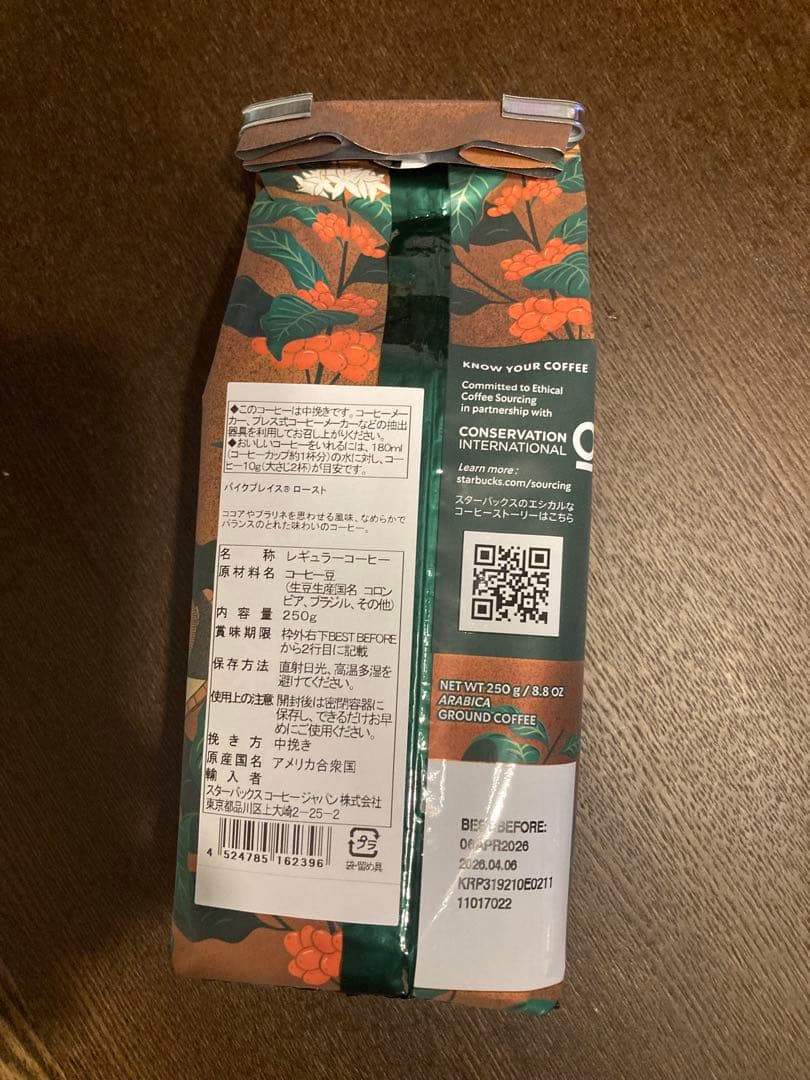 ◆このコーヒーは中挽きです。コーヒーメー
カー、プレス式コーヒーメーカーなどの抽出
器具を利用してお召し上がりください。
◆おいしいコーヒーをいれるには、180ml
(コーヒーカップ約1杯分)の水に対し、コー
ヒー10g(大さじ2杯)が目安です。
パイクプレイス® ロースト
ココアやプラリネを思わせる風味、なめらかで
バランスのとれた味わいのコーヒー。
名称 レギュラーコーヒー
原材料名 コーヒー豆
(生豆生産国名 コロン
ビア、ブラジル、その他)
内容量 250g
賞味期限 枠外右下BEST BEFORE
から2行目に記載
保存方法 直射日光、高温多湿を
避けてください。
使用上の注意 開封後は密閉容器に
保存し、できるだけお早
めにご使用ください。
挽き方 中挽き
原産国名 アメリカ合衆国
輸入者
スターバックス コーヒー ジャパン 株式会社
東京都品川区上大崎2-25-2
4 524785 162396
プラ
袋・留め具
KNOW YOUR COFFEE
Committed to Ethical
Coffee Sourcing
in partnership with
CONSERVATION
INTERNATIONAL
Learn more:
starbucks.com/sourcing
スターバックスのエシカルな
コーヒーストーリーはこちら
NET WT 250 g / 8.8 OZ
ARABICA
GROUND COFFEE
BEST BEFORE:
06APR2026
2026.04.06
KRP319210E0211
11017022